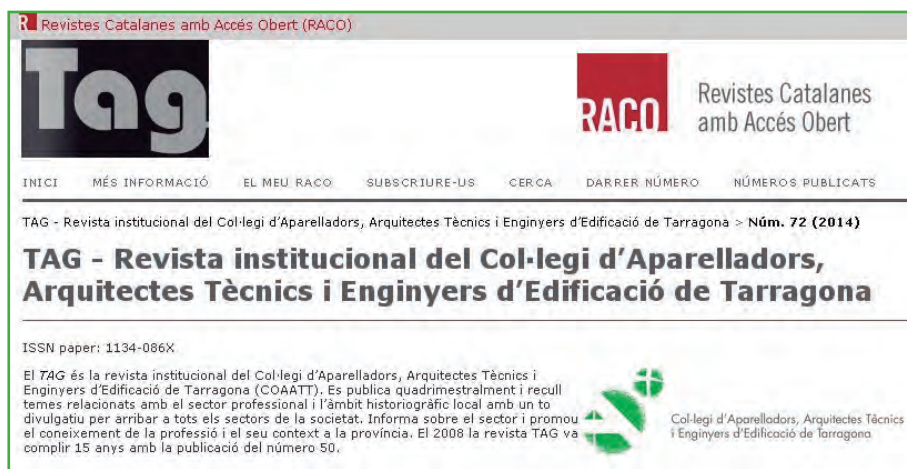 R Revistes Catalanes amb Accés Obert (RACO)
Tag
RACO
Revistes Catalanes
amb Accés Obert
INICI MÉS INFORMACIÓ EL MEU RACO SUBSCRIURE-US CERCA DARRER NÚMERO NÚMEROS PUBLICATS
TAG - Revista institucional del Col·legi d'Aparelladors, Arquitectes Tècnics i Enginyers d'Edificació de Tarragona > Núm. 72 (2014)
TAG - Revista institucional del Col·legi d'Aparelladors,
Arquitectes Tècnics i Enginyers d'Edificació de Tarragona
ISSN paper: 1134-086X
El TAG és la revista institucional del Col·legi d'Aparelladors, Arquitectes Tècnics i
Enginyers d'Edificació de Tarragona (COAATT). Es publica quadrimestralment i recull
temes relacionats amb el sector professional i l'àmbit historiogràfic local amb un to
divulgatiu per arribar a tots els sectors de la societat. Informa sobre el sector i promou
el coneixement de la professió i el seu context a la província. El 2008 la revista TAG va
complir 15 anys amb la publicació del número 50.
Col·legi d'Aparelladors, Arquitectes Tècnics
i Enginyers d'Edificació de Tarragona